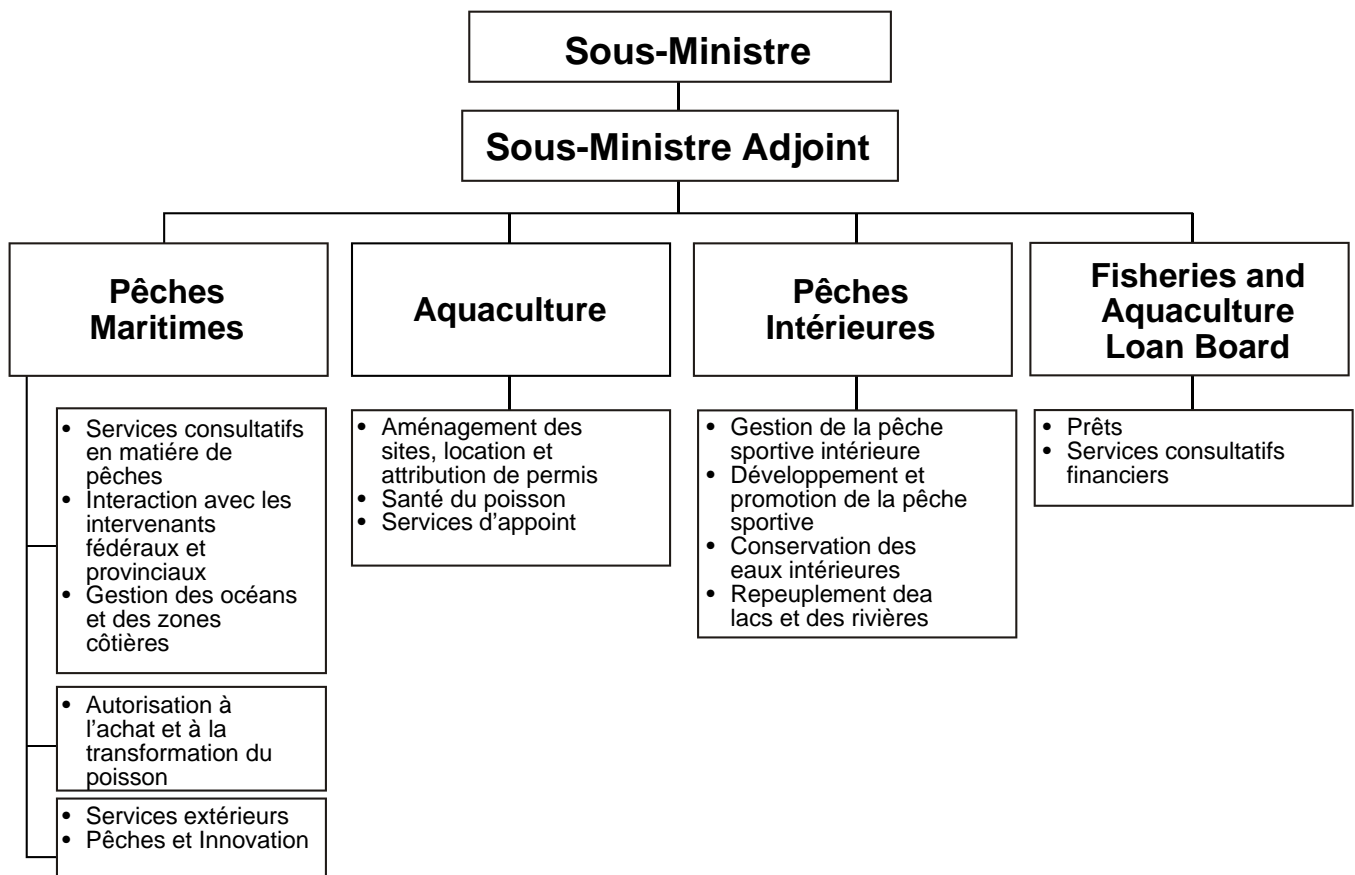 Sous-Ministre
Sous-Ministre Adjoint
Pêches
Maritimes
Aquaculture
Pêches
Intérieures
Fisheries and
Aquaculture
Loan Board
• Services consultatifs
en matiére de
pêches
• Interaction avec les
intervenants
fédéraux et
provinciaux
• Gestion des océans
et des zones
côtières
• Autorisation à
l'achat et à la
transformation du
poisson
• Services extérieurs
• Pêches et Innovation
• Aménagement des
sites, location et
attribution de permis
• Santé du poisson
• Services d'appoint
• Gestion de la pêche
sportive intérieure
• Développement et
promotion de la pêche
sportive
• Conservation des
eaux intérieures
• Repeuplement dea
lacs et des rivières
• Prêts
• Services consultatifs
financiers